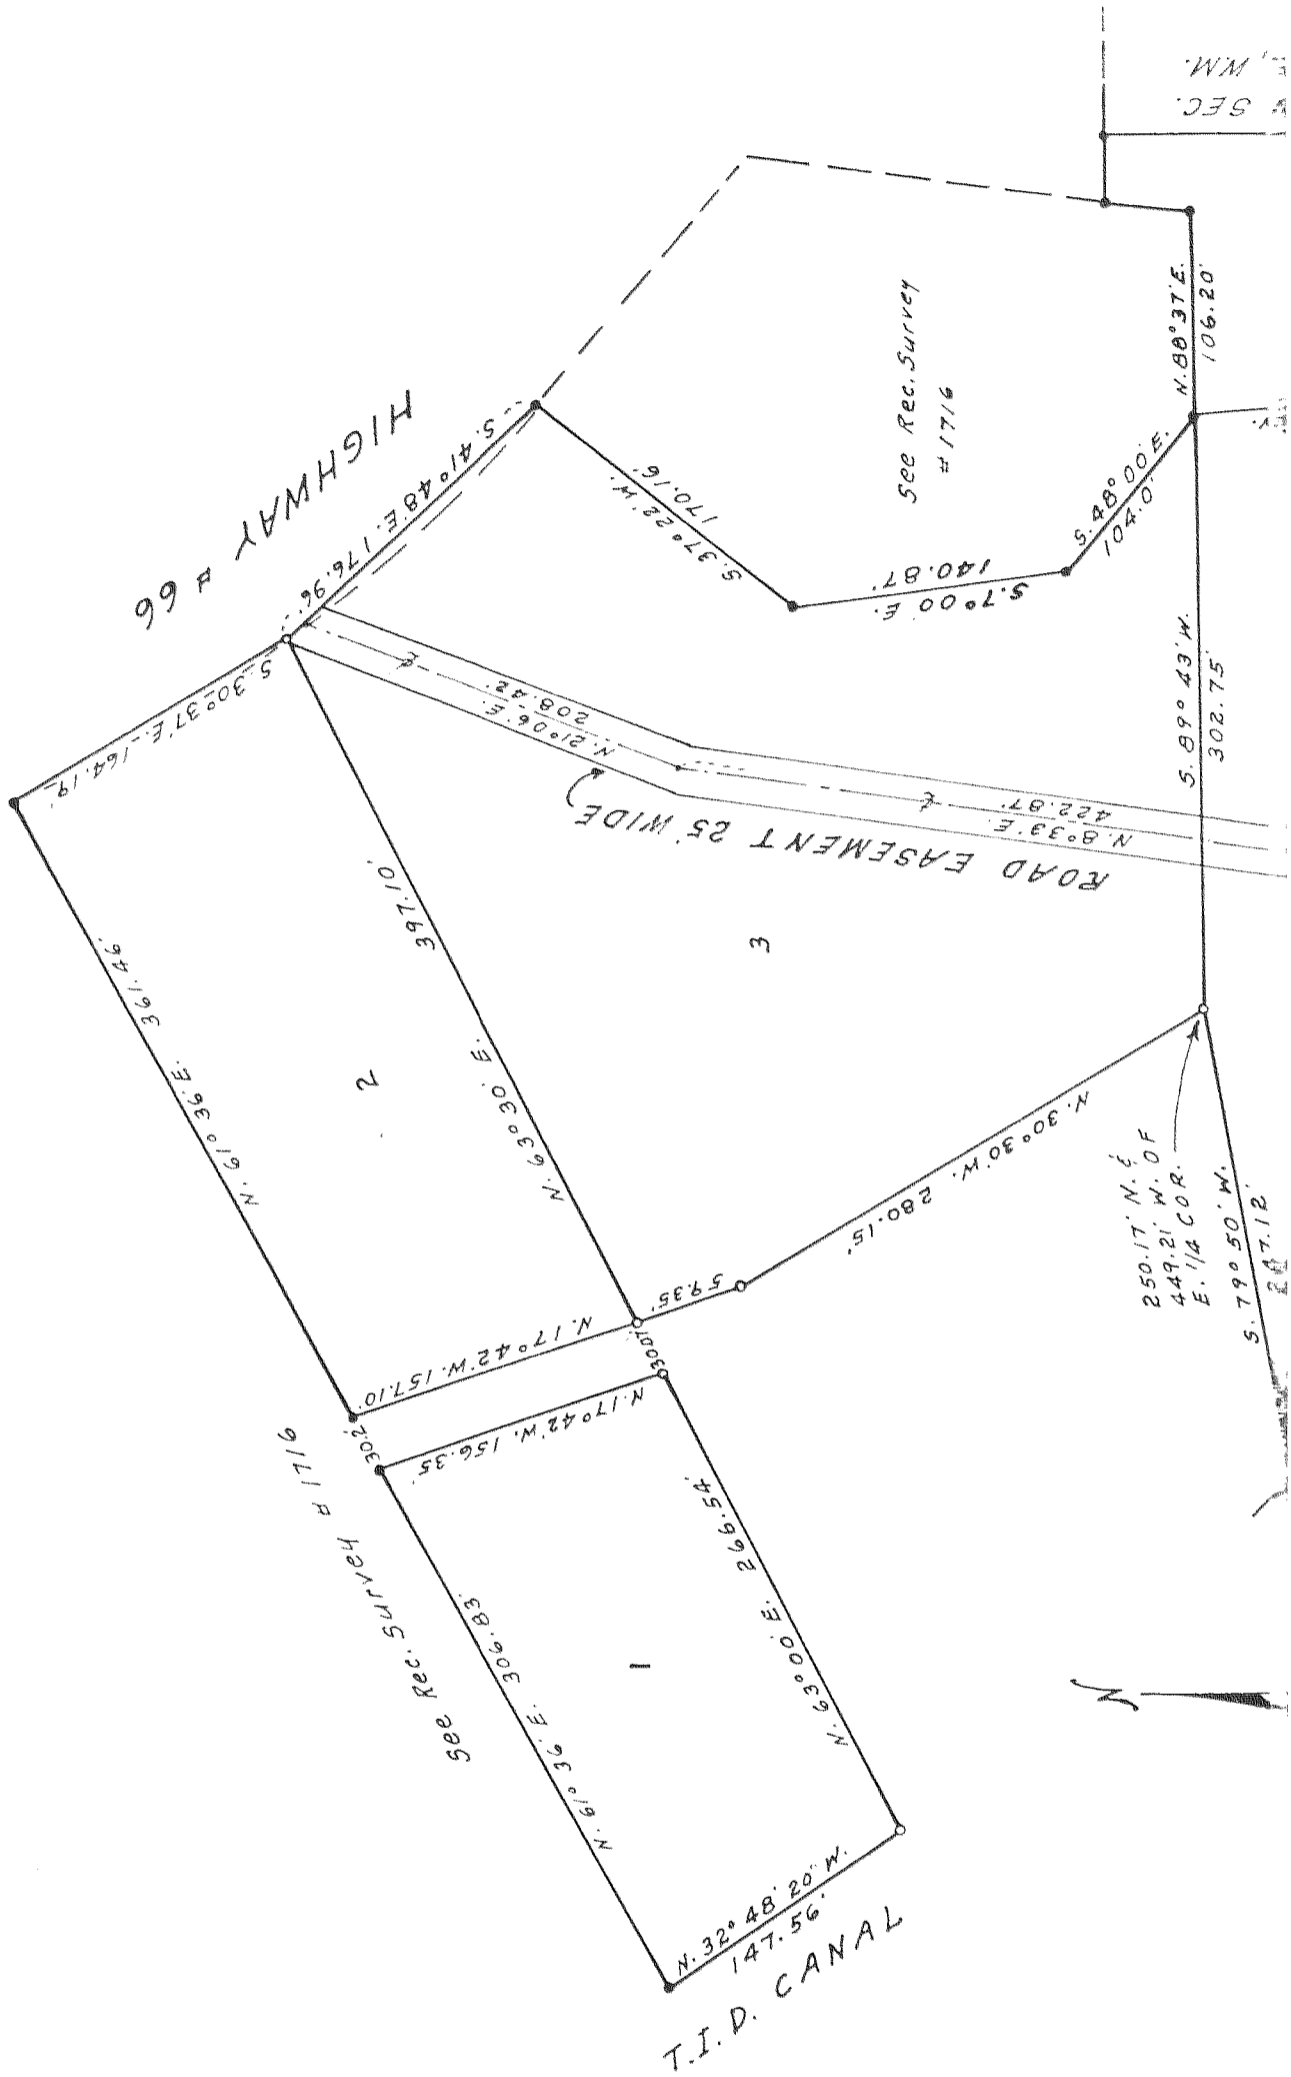 HIGHWAY # 66
S. 30° 37' E. - 164.19'
S. 41° 48' E. 176.96'
N. 61° 36' E. 361.46'
2
397.10'
N. 63° 30' E.
N. 17° 42' W. 157.10'
30.2'
30.07'
59.35'
N. 17° 42' W. 156.35'
See Rec. Survey # 1716
N. 61° 36' E. 306.83'
1
N. 63° 00' E. 266.54'
N. 32° 48' 20" W.
147.56'
T.I.D. CANAL
N. 21° 06' E.
208.42'
ROAD EASEMENT 25' WIDE
N. 8° 33' E.
422.87'
3
N. 30° 30' W.
280.15'
S. 37° 22' W.
170.16'
S. 7° 00' E.
140.87'
S. 48° 00' E.
104.0'
See Rec. Survey
# 1716
N. 88° 37' E.
106.20'
S. 89° 43' W.
302.75'
250.17' N. &
449.21' W. OF
E. 1/4 COR.
S. 79° 50' W.
SEC.
W.M.
N